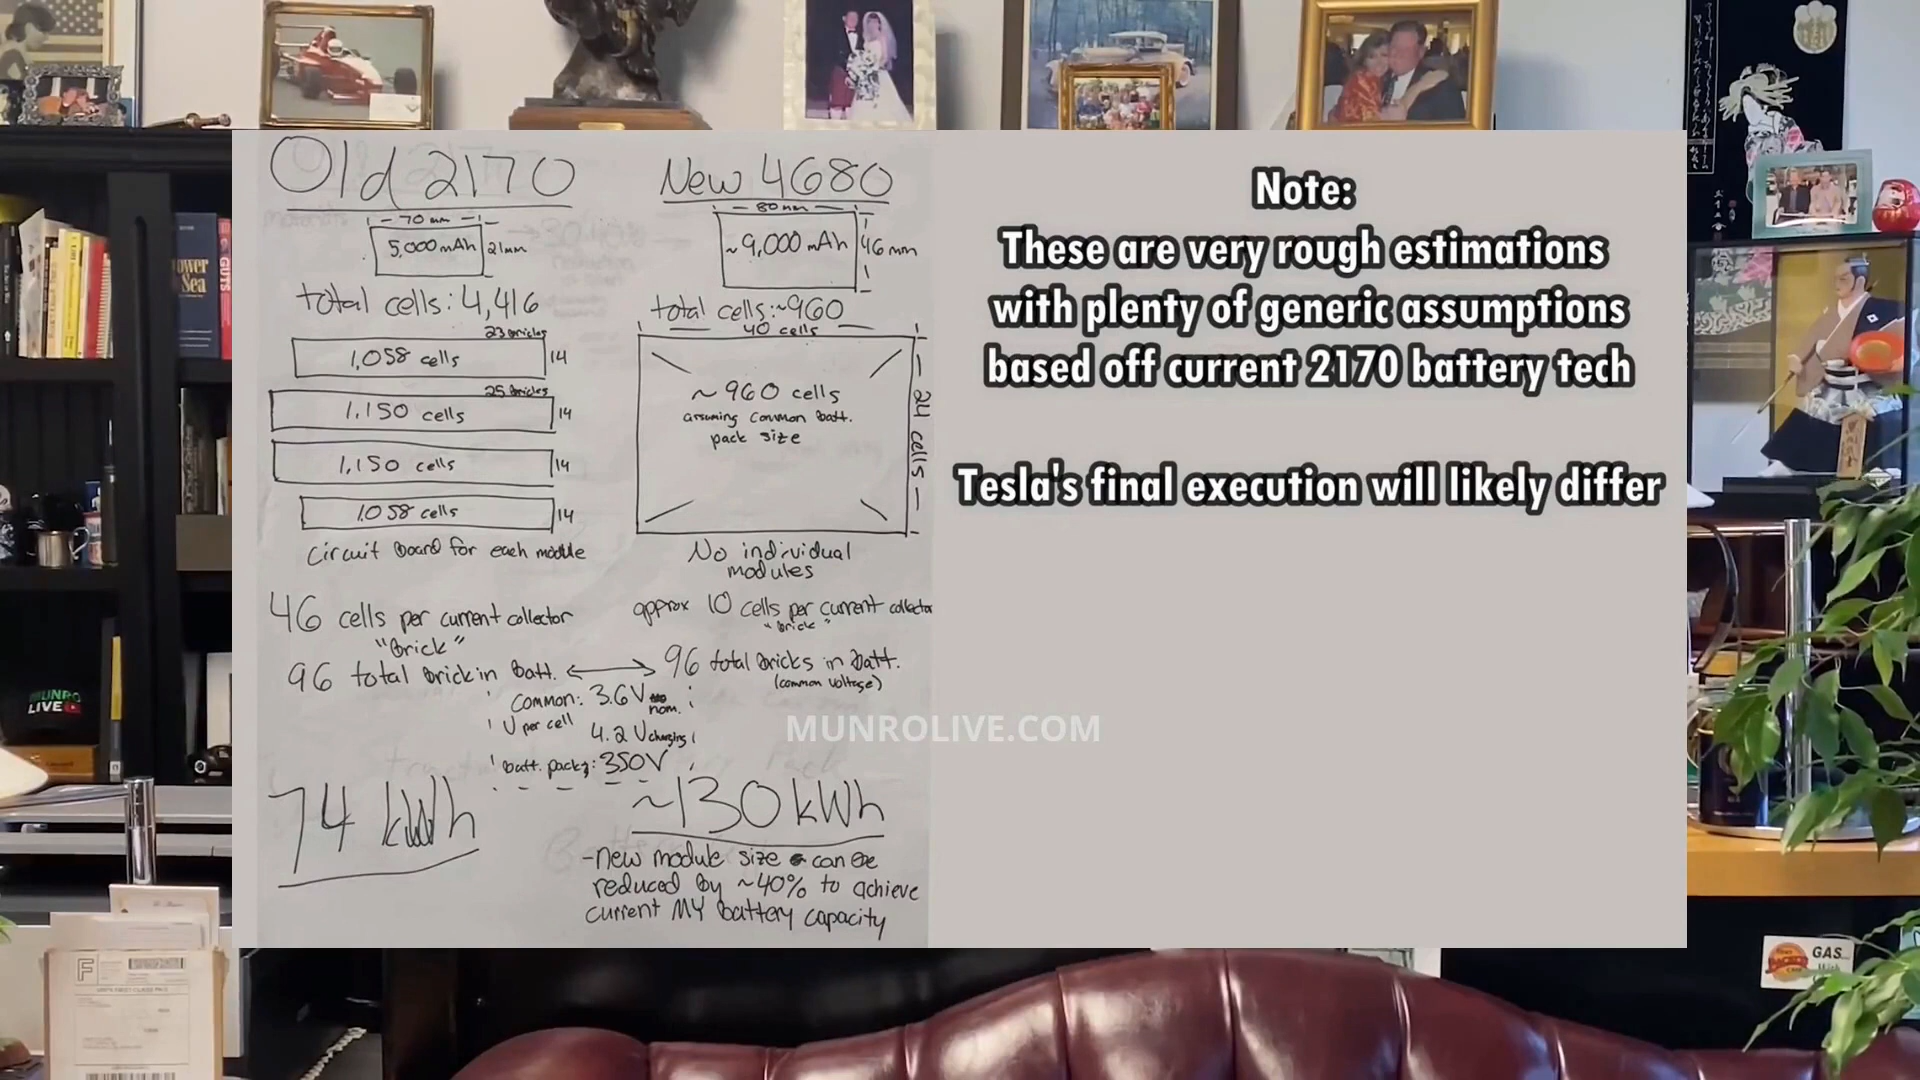 Old 2170
70 mm
5,000 mAh
21mm
total cells: 4,416
23 bricks
1,058 cells
14
25 bricks
1,150 cells
14
1,150 cells
14
1058 cells
14
circuit board for each module
46 cells per current collector
"brick"
96 total brick in batt.
New 4680
80 mm
~9,000 mAh
46 mm
total cells: ~960
40 cells
~ 960 cells
assuming common batt.
pack size
24 cells
No individual
modules
approx 10 cells per current collector
"brick"
96 total bricks in batt.
(common voltage)
Common: 3.6V nom.
V per cell
4.2 V charging
batt. pack: 350V
74 kWh
~130kWh
-new module size can be
reduced by ~40% to achieve
current MY battery capacity
Note:
These are very rough estimations
with plenty of generic assumptions
based off current 2170 battery tech
Tesla's final execution will likely differ
MUNROLIVE.COM
MUNRO
LIVE
GUTS
F
GAS